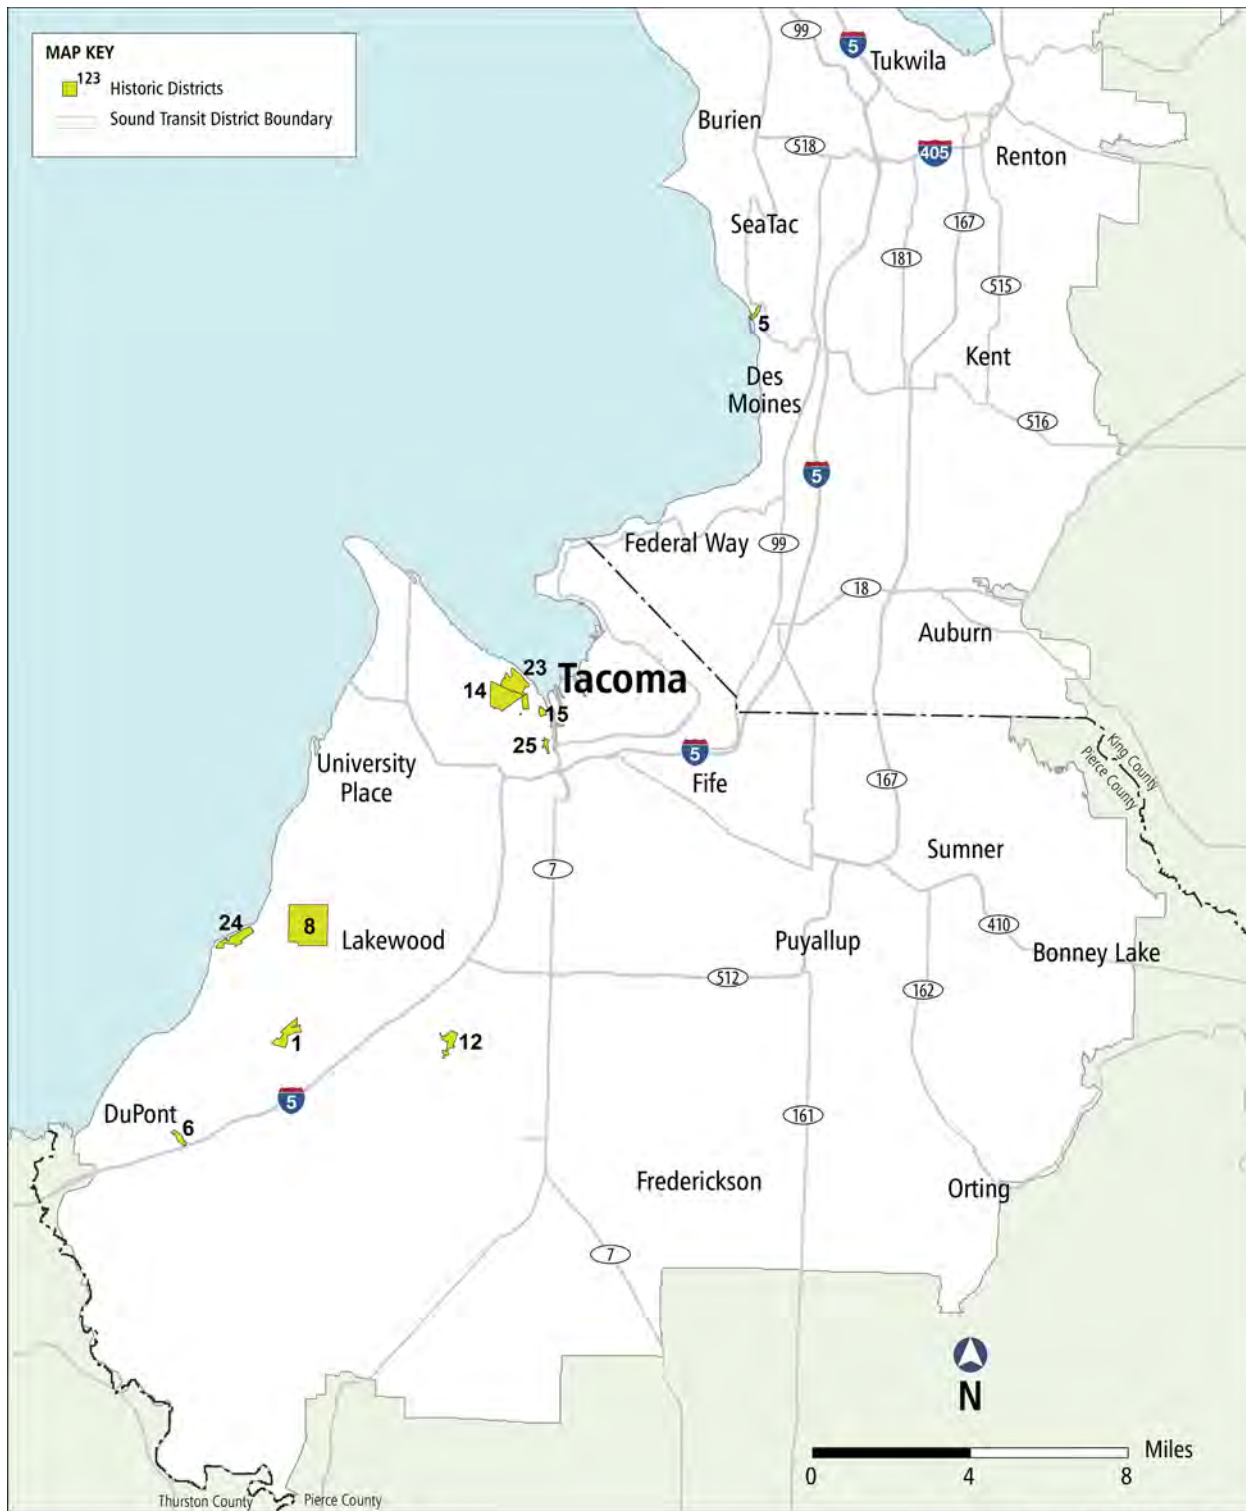 MAP KEY
123
Historic Districts
Sound Transit District Boundary
99
5
Tukwila
Burien
518
405
Renton
SeaTac
167
181
515
5
Kent
Des
Moines
516
5
Federal Way
99
18
Auburn
23
14
Tacoma
15
25
5
King County
Pierce County
University
Place
Fife
167
Sumner
7
24
8
Lakewood
Puyallup
410
Bonney Lake
512
162
1
12
5
DuPont
6
161
Frederickson
Orting
7
N
Miles
0
4
8
Thurston County
Pierce County